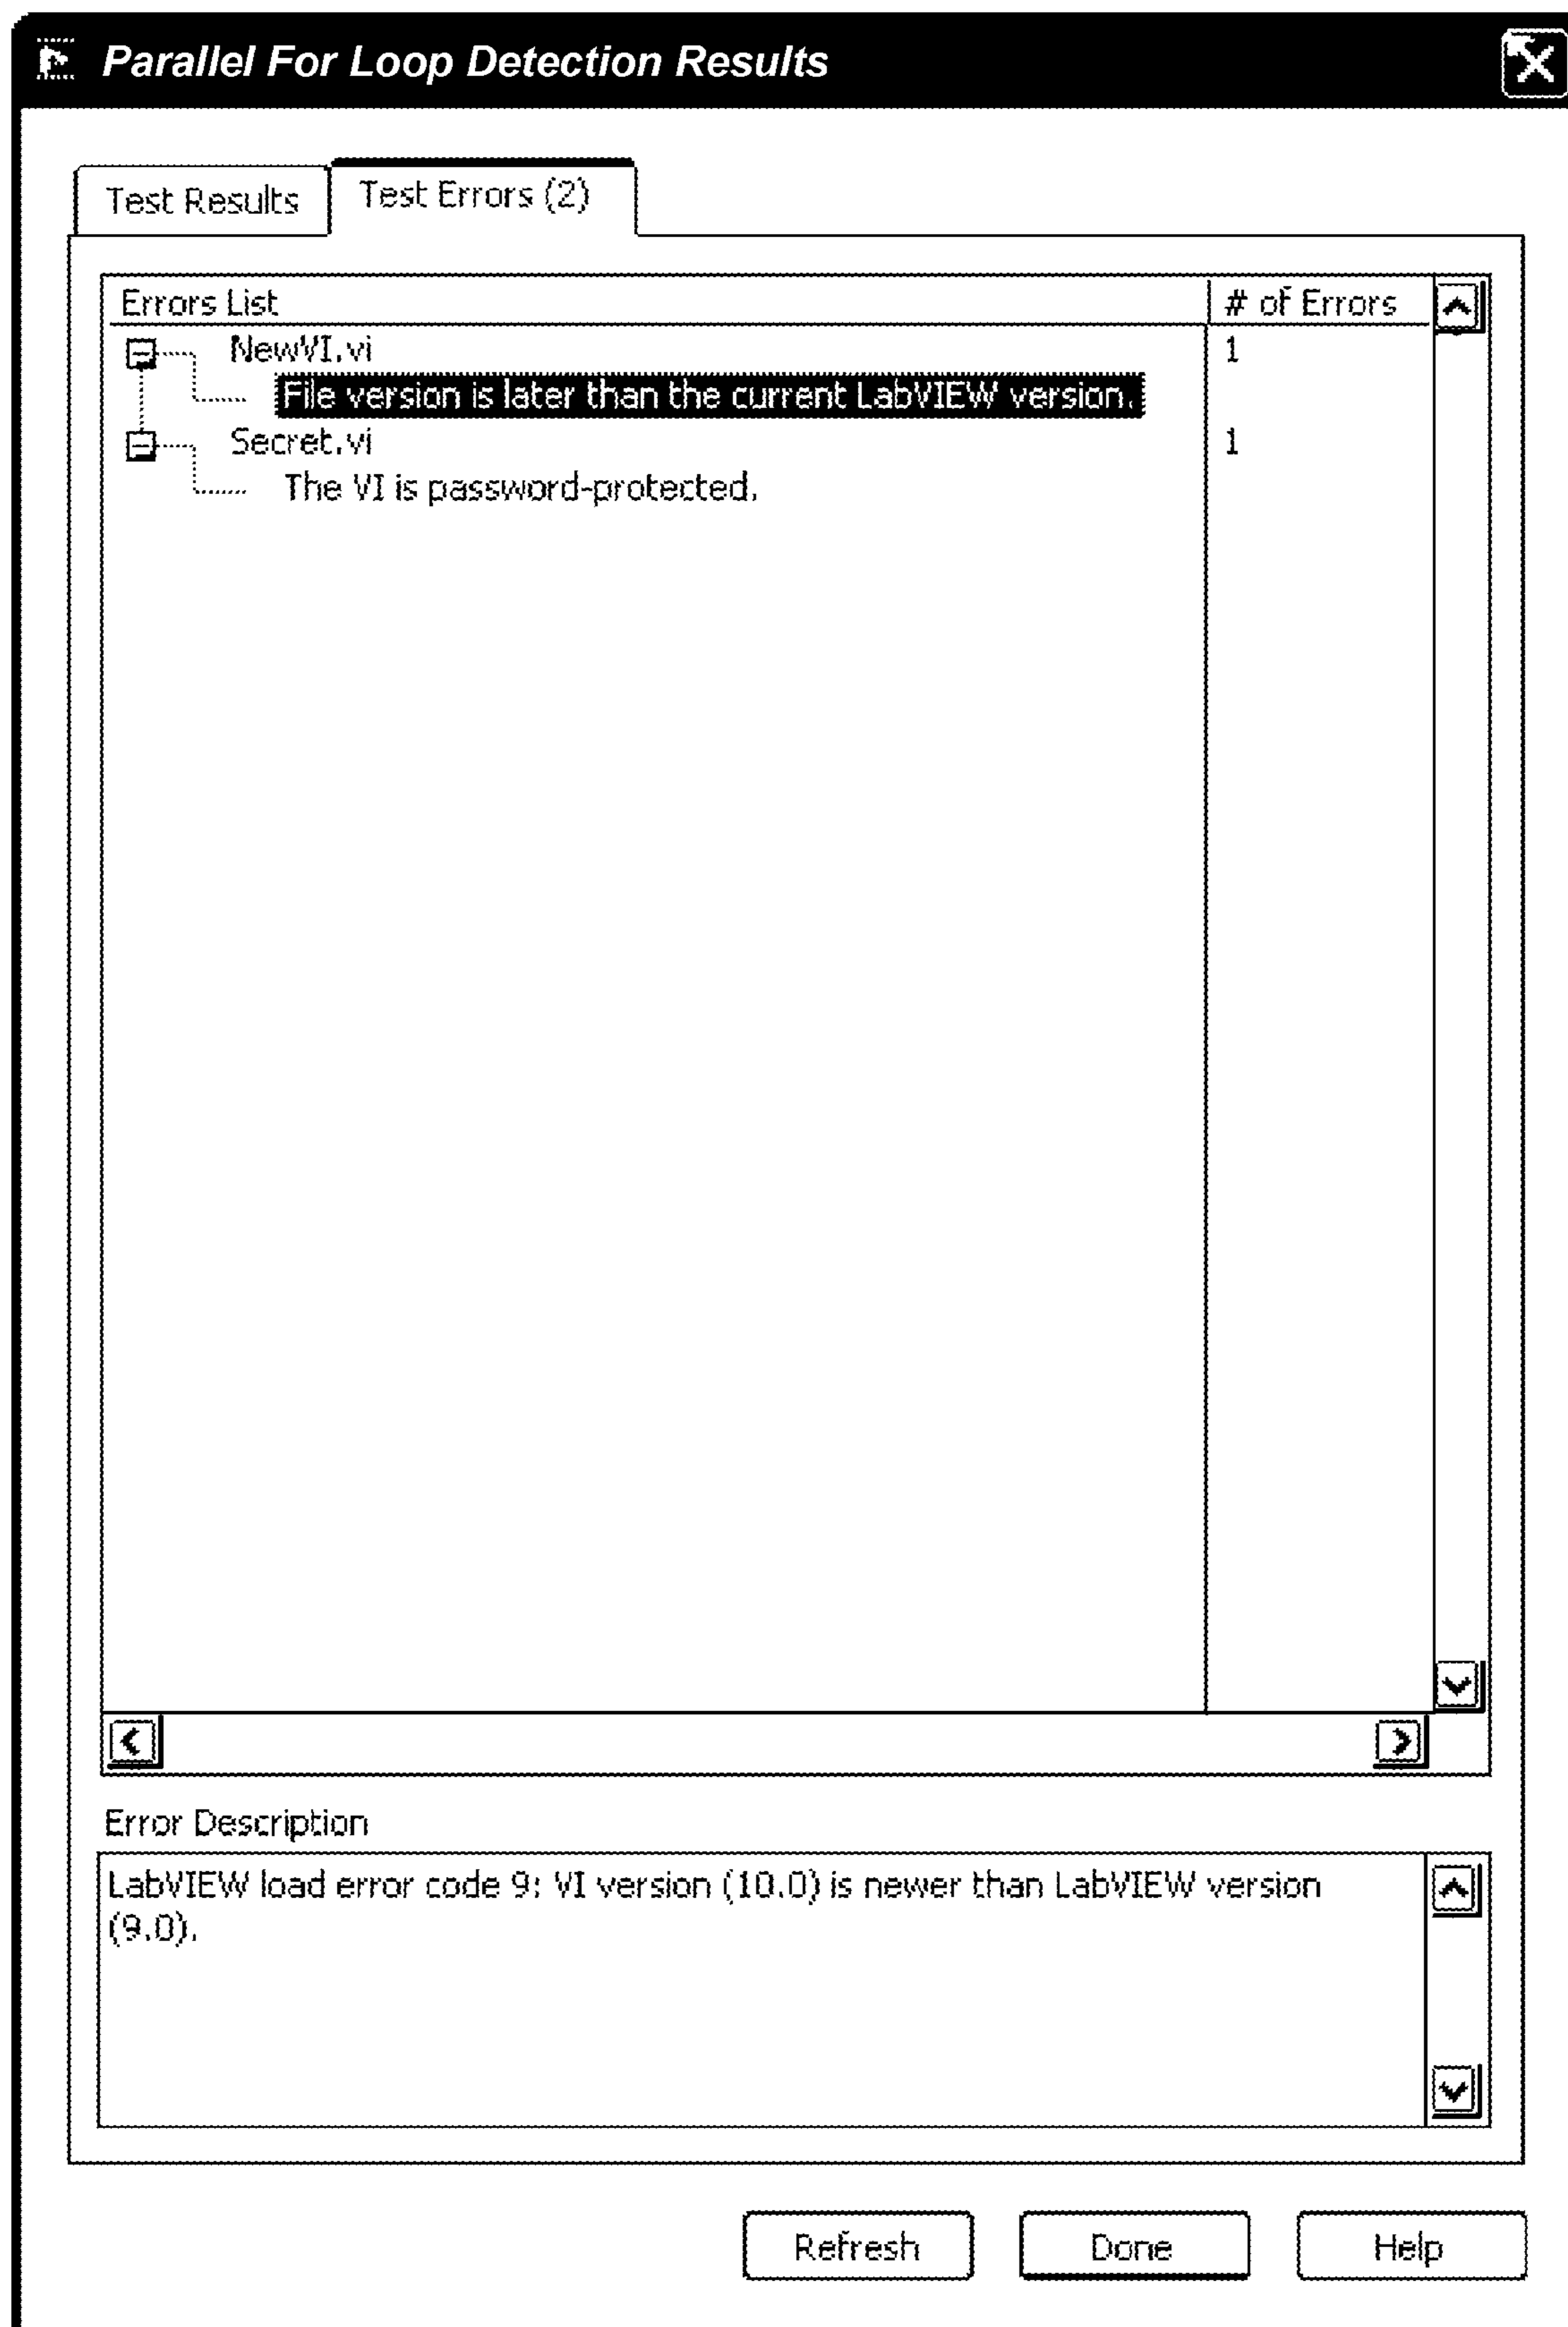 Parallel For Loop Detection Results
Test Results Test Errors (2)
Errors List # of Errors
NewVI.vi 1
File version is later than the current LabVIEW version.
Secret.vi 1
The VI is password-protected.
Error Description
LabVIEW load error code 9: VI version (10.0) is newer than LabVIEW version
(9.0).
Refresh Done Help